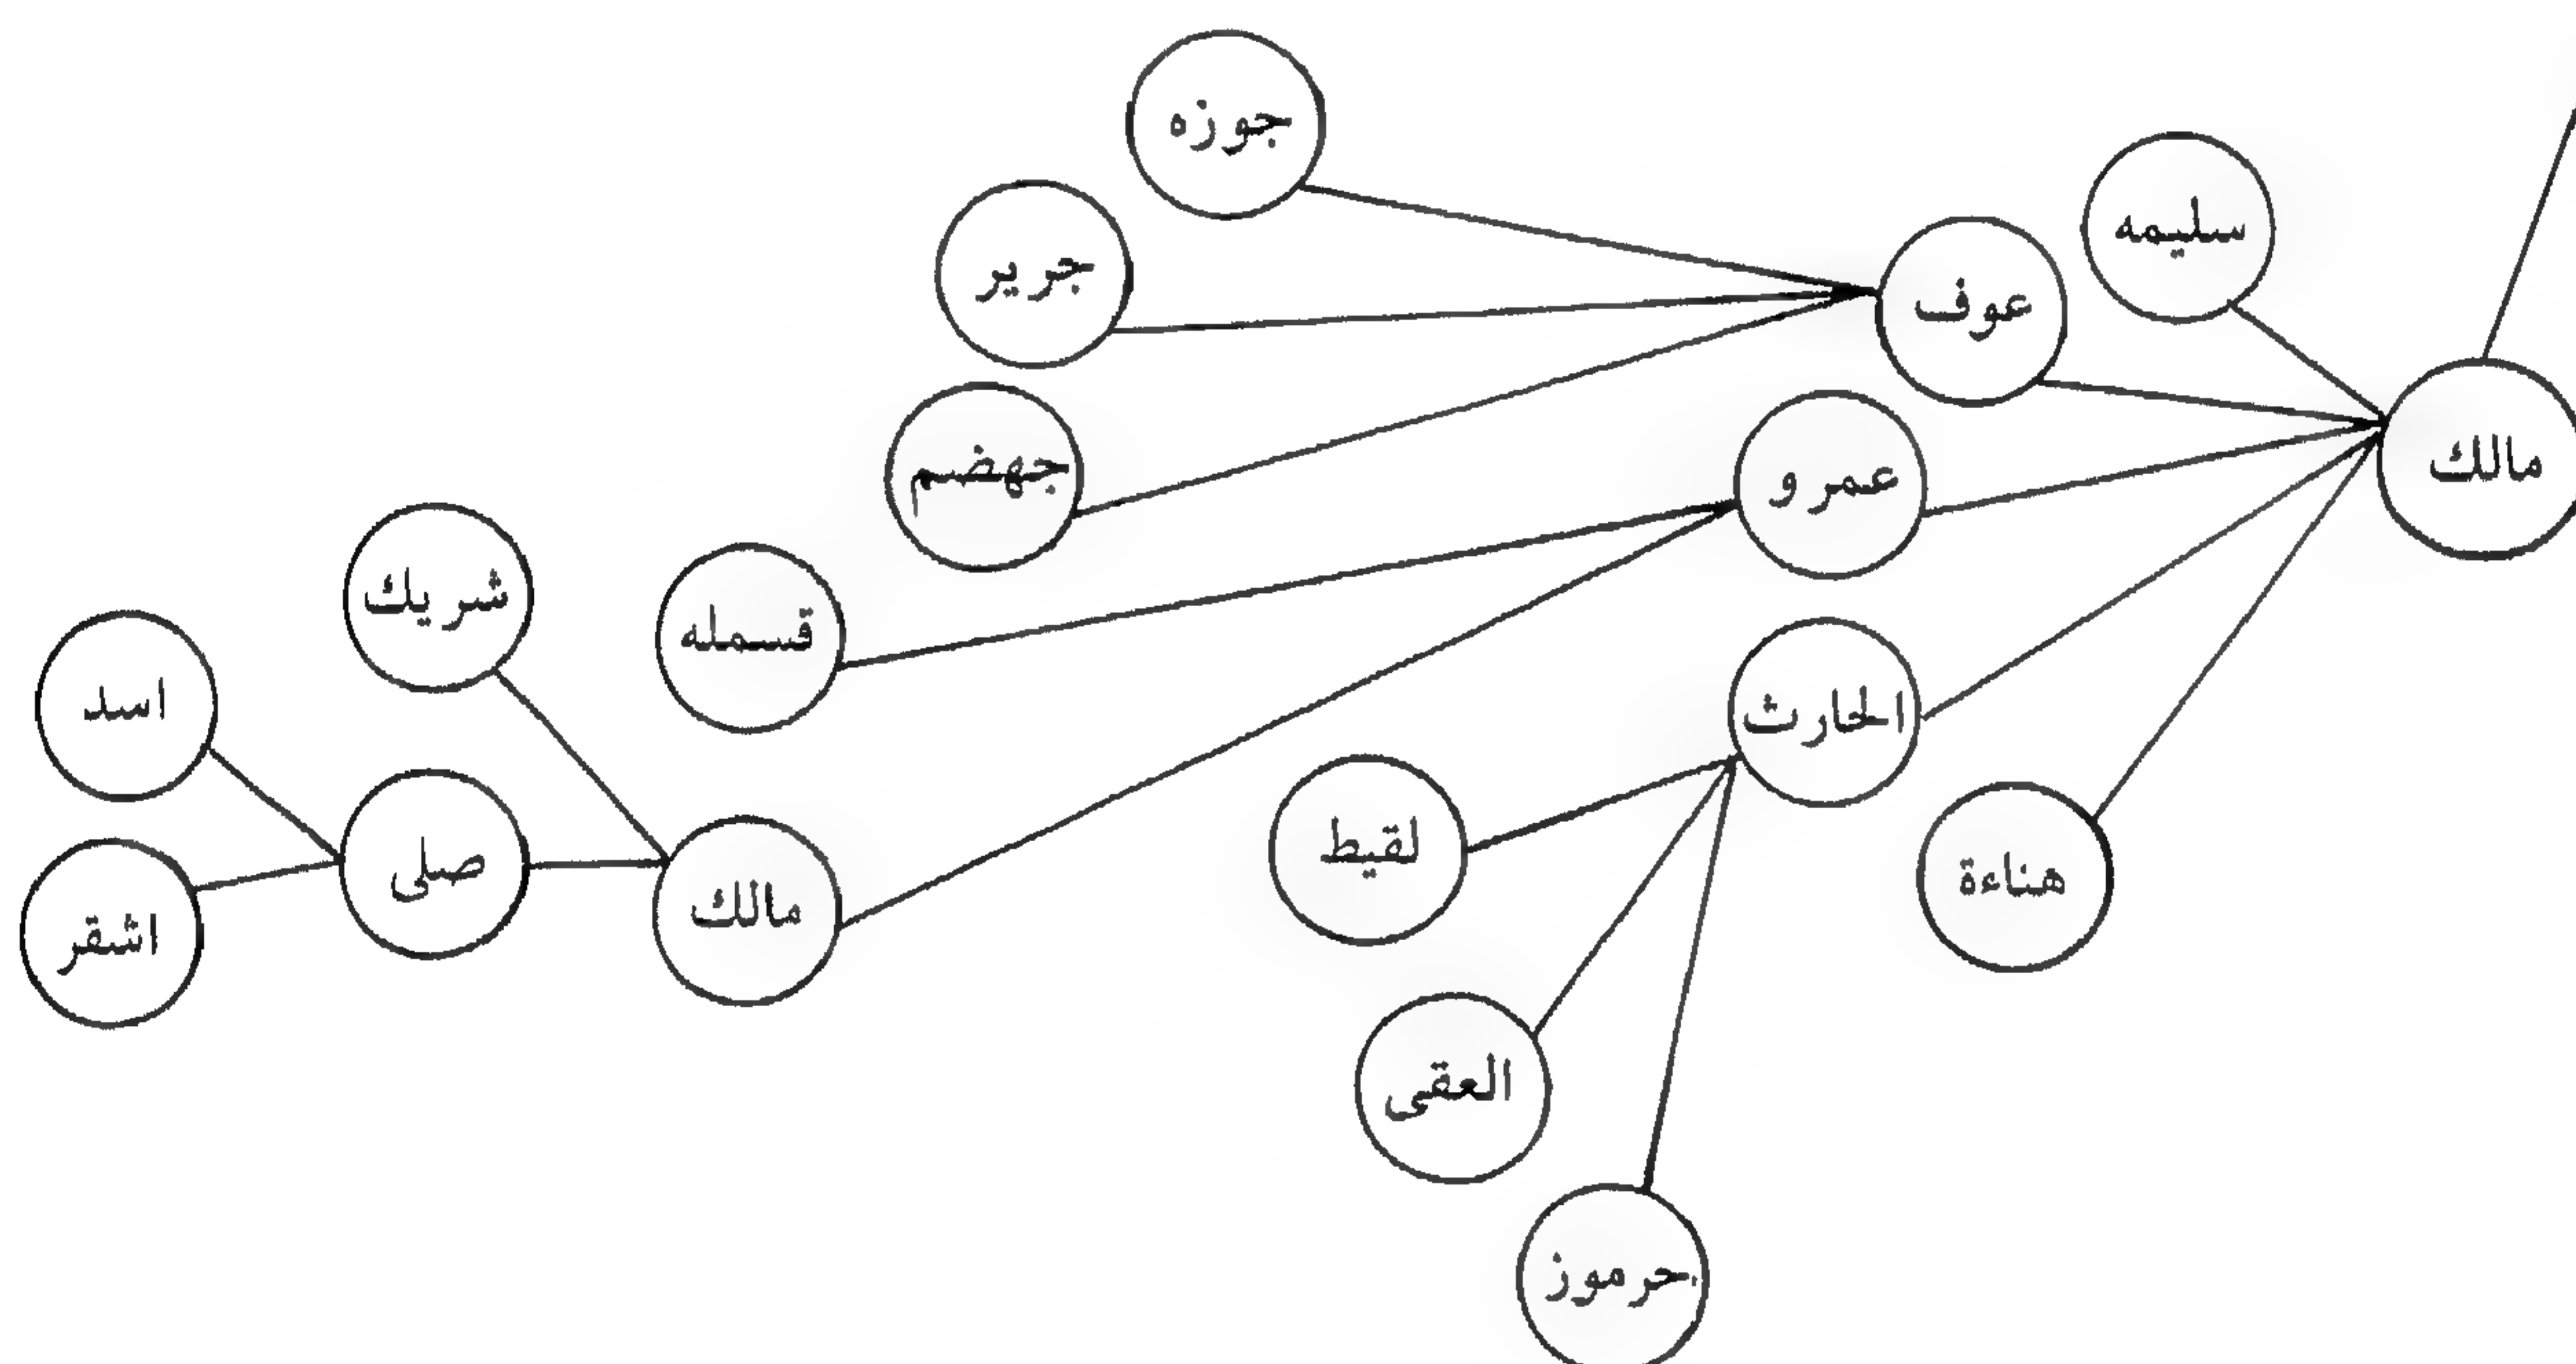 جوزه
سليمه
جرير
عوف
مالك
جهضم
عمرو
شريك
قسمله
اسد
الحارث
لقيط
هناءة
صلى
مالك
اشقر
العقى
حرموز